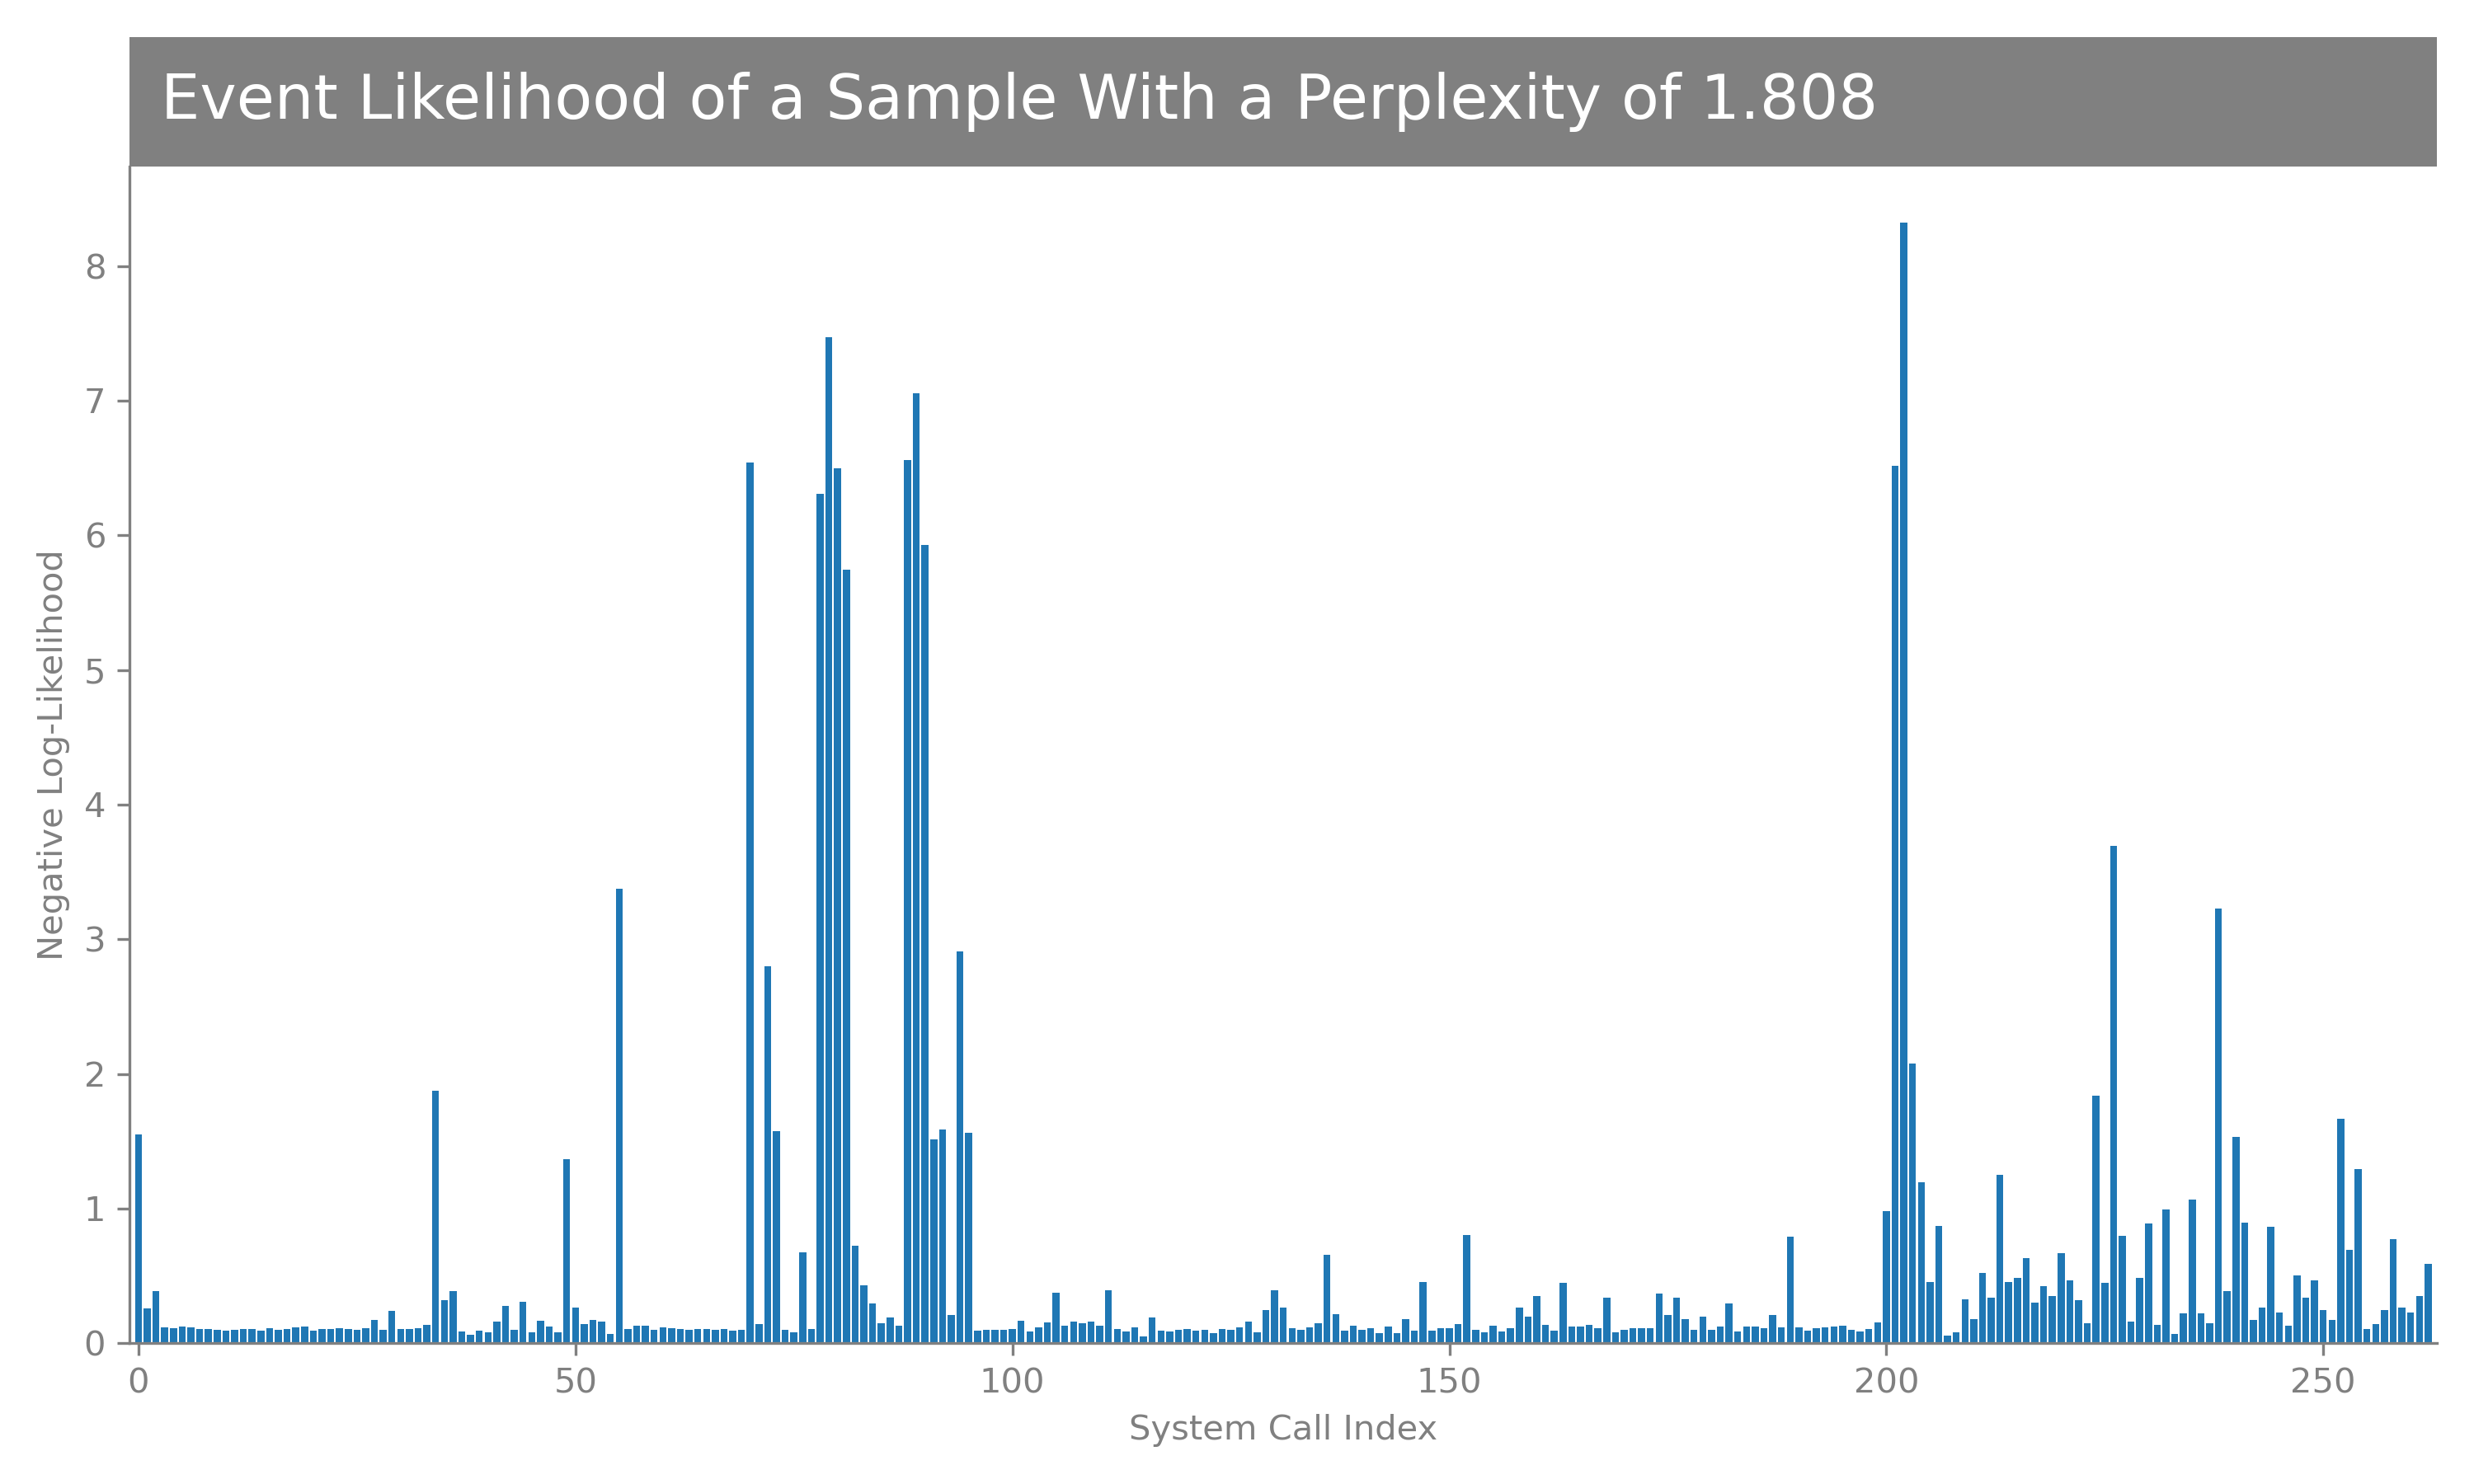 Event Likelihood of a Sample With a Perplexity of 1.808
Negative Log-Likelihood
8
7
6
5
4
3
2
1
0
0 50 100 150 200 250
System Call Index